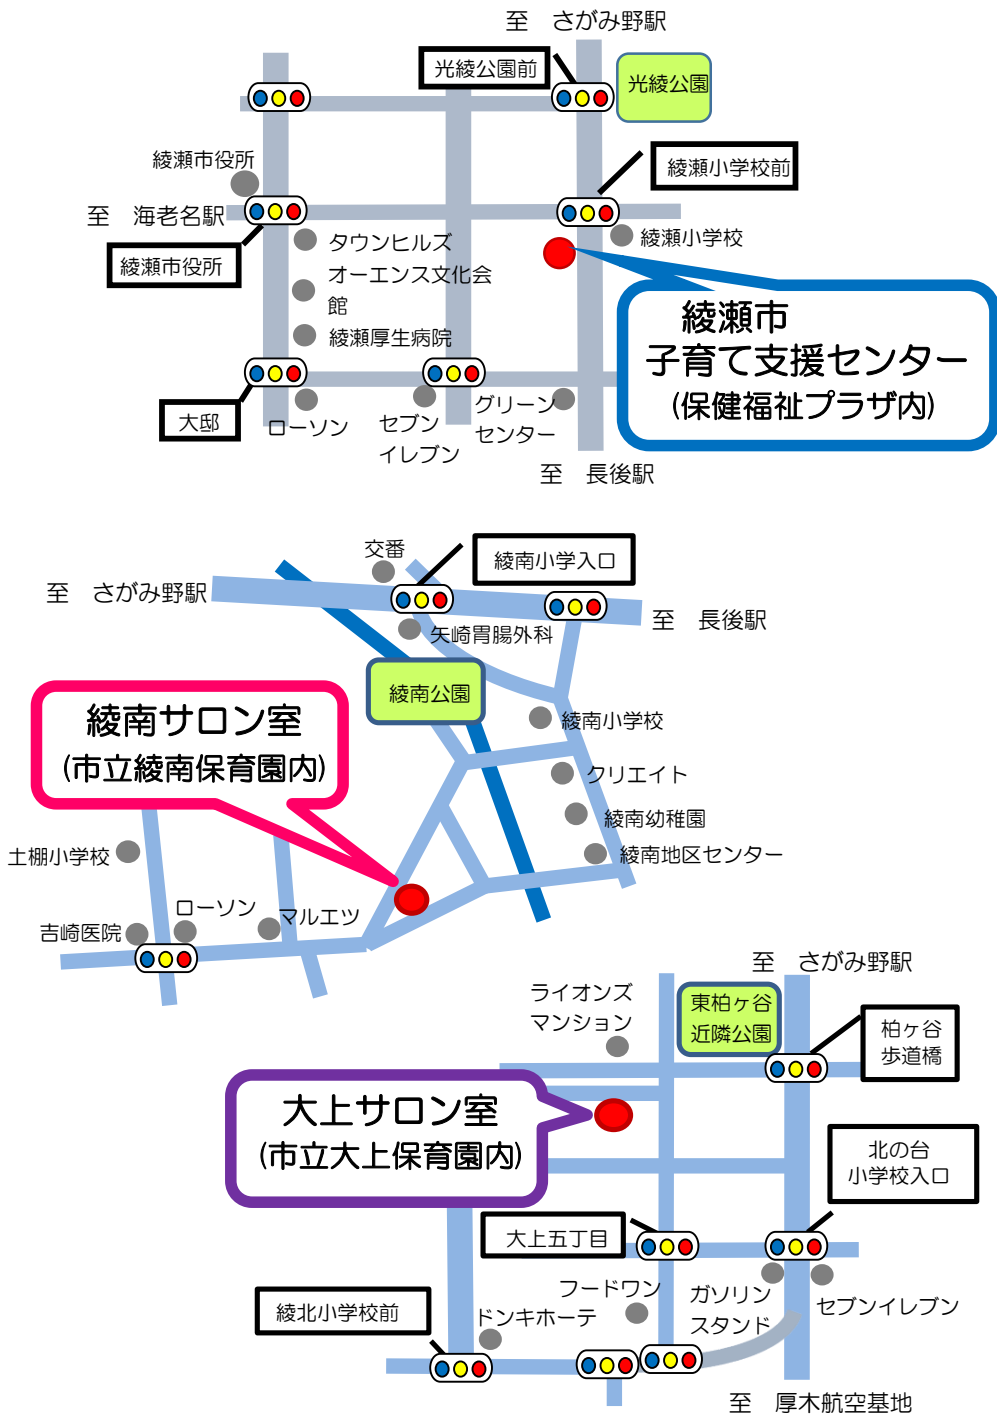 至　さがみ野駅
光綾公園前
光綾公園
綾瀬市役所
綾瀬小学校前
至　海老名駅
綾瀬小学校
タウンヒルズ
綾瀬市役所
オーエンス文化会
館
綾瀬厚生病院
綾瀬市
子育て支援センター
(保健福祉プラザ内)
大邸
ローソン
セブン
イレブン
グリーン
センター
至　長後駅
交番
綾南小学入口
至　さがみ野駅
至　長後駅
矢崎胃腸外科
綾南公園
綾南サロン室
(市立綾南保育園内)
綾南小学校
クリエイト
綾南幼稚園
綾南地区センター
土棚小学校
ローソン
マルエツ
吉崎医院
至　さがみ野駅
ライオンズ
マンション
東柏ヶ谷
近隣公園
柏ヶ谷
歩道橋
大上サロン室
(市立大上保育園内)
北の台
小学校入口
大上五丁目
フードワン
ガソリン
スタンド
セブンイレブン
綾北小学校前
ドンキホーテ
至　厚木航空基地